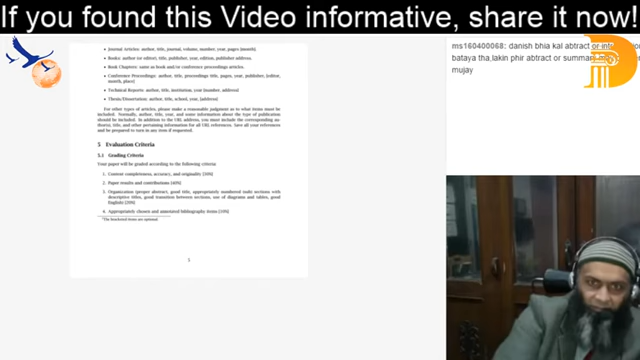 If you found this Video informative, share it now!
• Journal Articles: author, title, journal, volume, number, year, pages [month]
• Books: author (or editor), title, publisher, year, edition, publisher address.
• Book Chapters: same as book and/or conference proceedings articles.
• Conference Proceedings: author, title, proceedings title, pages, year, publisher, [editor,
month, place]
• Technical Reports: author, title, institution, year [number, address]
• Thesis/Dissertation: author, title, school, year, [address]
For other types of articles, please make a reasonable judgment as to what items must be
included. Normally, author, title, year, and some information about the type of publication
should be included. In addition to the URL address, you must include the corresponding au-
thor(s), title, and other pertaining information for all URL references. Save all your references
and be prepared to turn in any item if requested.
5 Evaluation Criteria
5.1 Grading Criteria
Your paper will be graded according to the following criteria:
1. Content completeness, accuracy, and originality
2. Paper results and contributions
3. Organization (proper abstract, good title, appropriately numbered (sub) sections with
descriptive titles, good transition between sections, use of diagrams and tables, good
English)
4. Appropriately chosen and annotated bibliography items
The bracketed items are optional
5
ms160400068: danish bhia kal abtract or
bataya tha,lakin phir abtract or
mujay